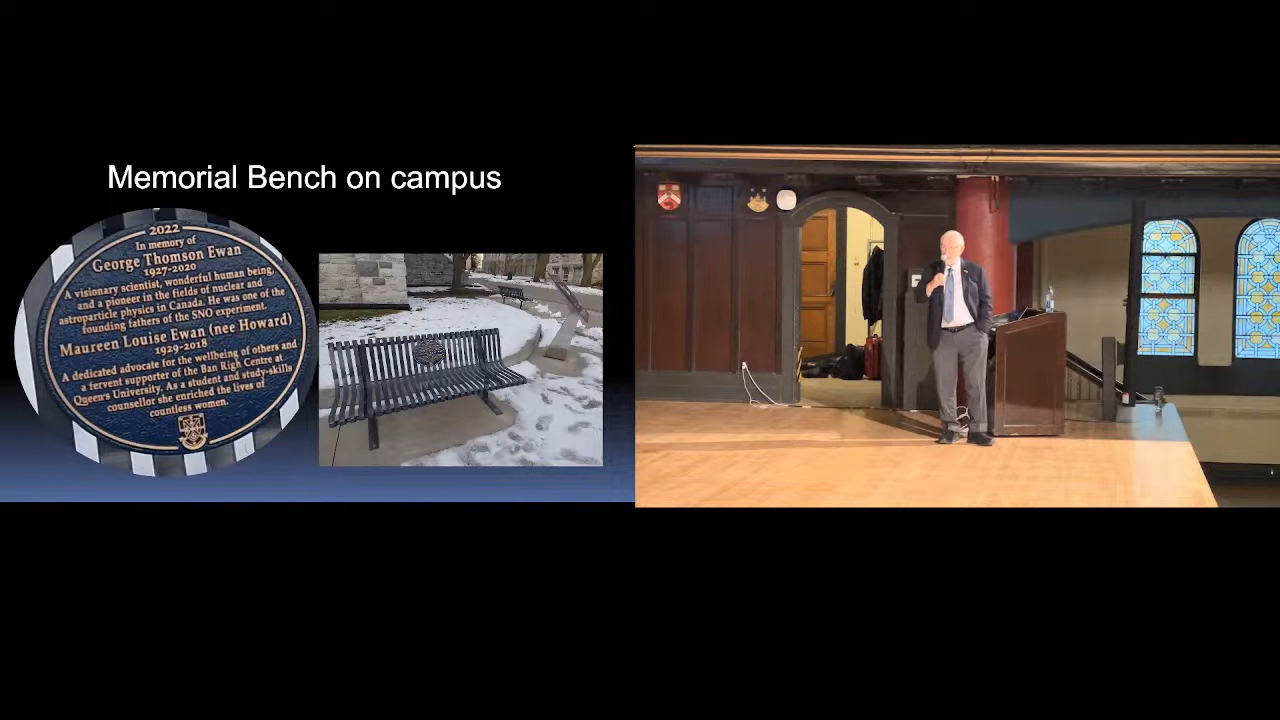 Memorial Bench on campus
2022
In memory of
George Thomson Ewan
1927-2020
A visionary scientist, wonderful human being,
and a pioneer in the fields of nuclear and
astroparticle physics in Canada. He was one of the
founding fathers of the SNO experiment.
Maureen Louise Ewan (nee Howard)
1929-2018
A dedicated advocate for the wellbeing of others and
a fervent supporter of the Ban Righ Centre at
Queen's University. As a student and study-skills
counsellor she enriched the lives of
countless women.